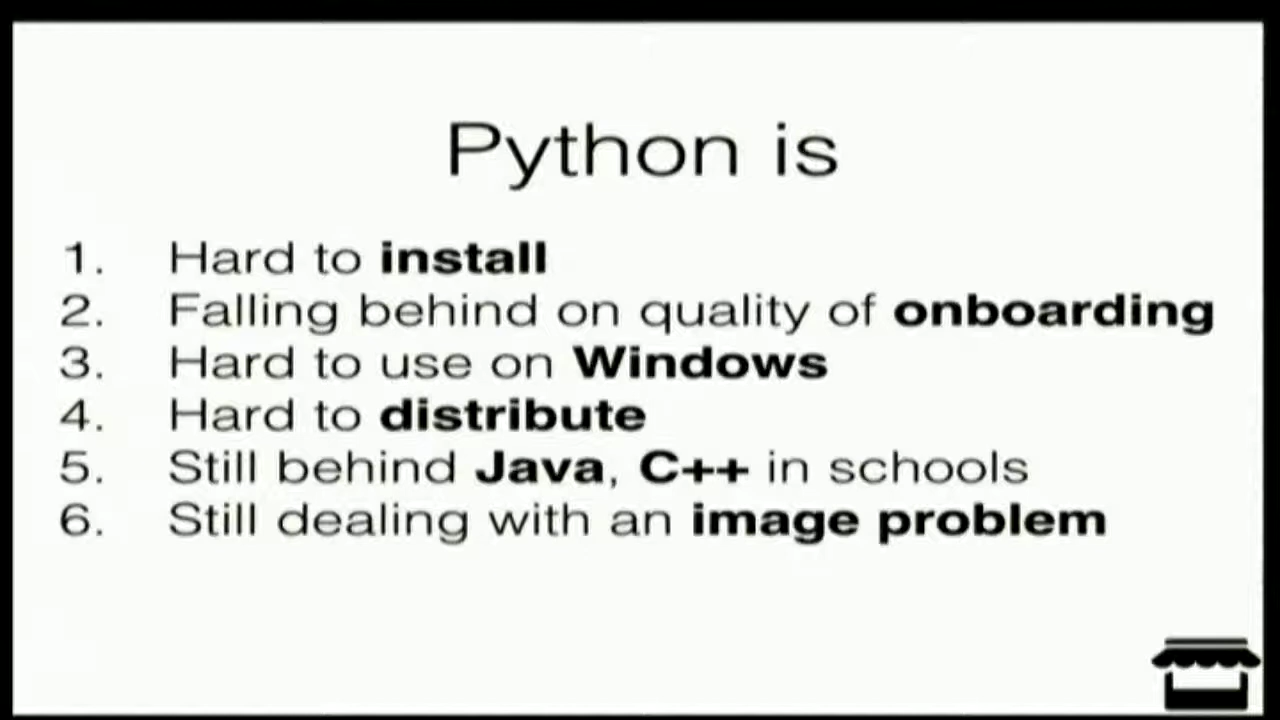 Python is
1. Hard to install
2. Falling behind on quality of onboarding
3. Hard to use on Windows
4. Hard to distribute
5. Still behind Java, C++ in schools
6. Still dealing with an image problem